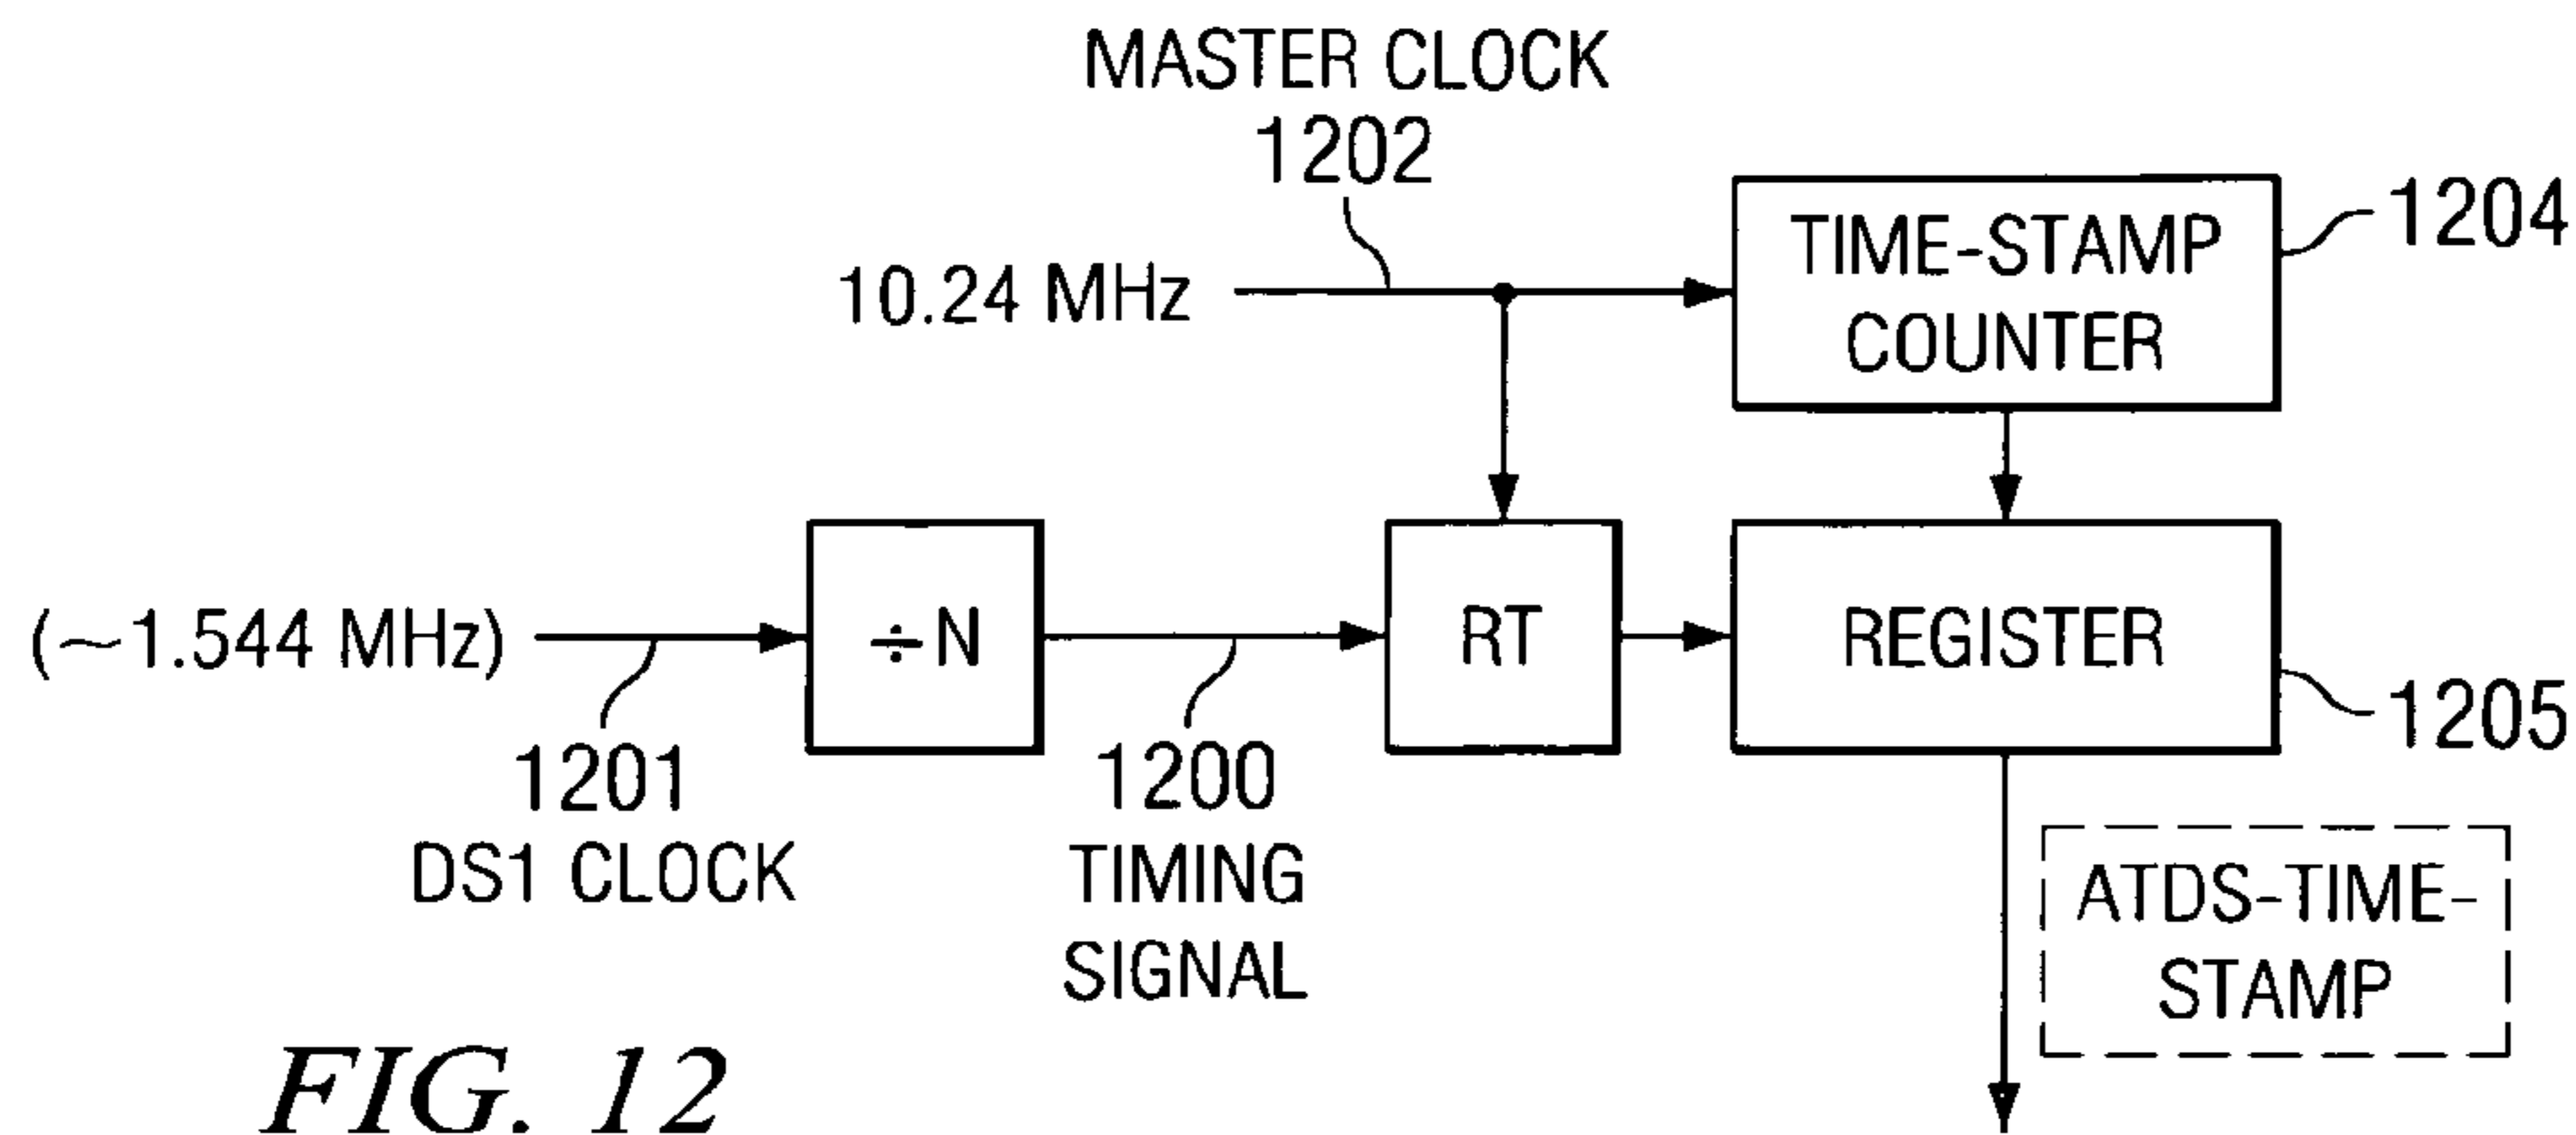 MASTER CLOCK
1202
10.24 MHz
TIME-STAMP
COUNTER
1204
(~1.544 MHz)
÷N
RT
REGISTER
1205
1201
DS1 CLOCK
1200
TIMING
SIGNAL
ATDS-TIME-
STAMP
FIG. 12